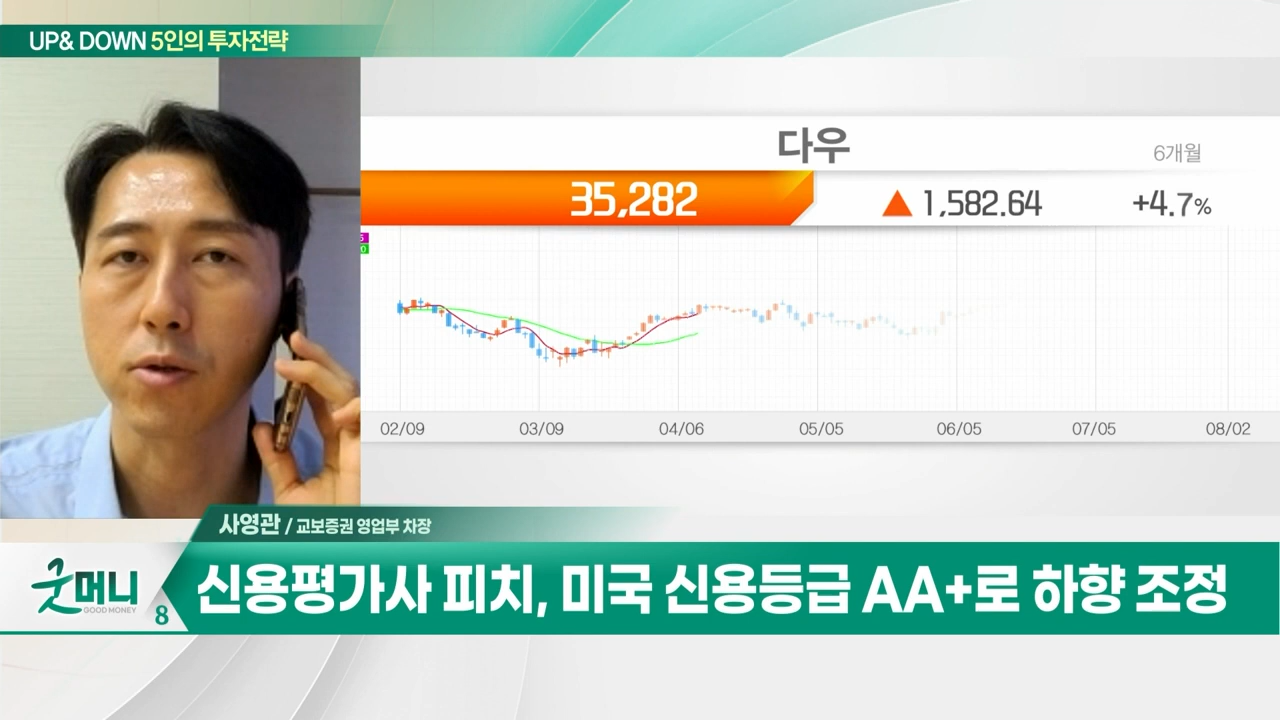 UP& DOWN 5인의 투자전략
다우
6개월
35,282 ▲ 1,582.64 +4.7%
02/09 03/09 04/06 05/05 06/05 07/05 08/02
사영관 / 교보증권 영업부 차장
굿머니
GOOD MONEY
8
신용평가사 피치, 미국 신용등급 AA+로 하향 조정